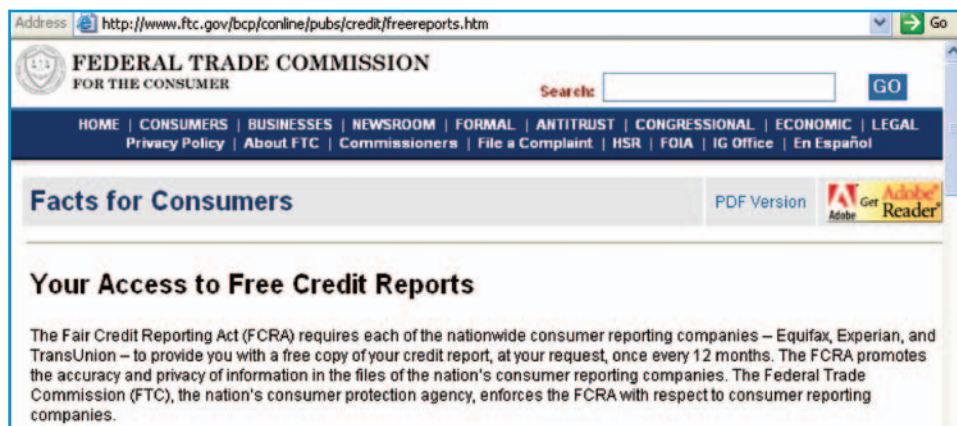 Address http://www.ftc.gov/bcp/conline/pubs/credit/freereports.htm Go
FEDERAL TRADE COMMISSION
FOR THE CONSUMER
Search: GO
HOME | CONSUMERS | BUSINESSES | NEWSROOM | FORMAL | ANTITRUST | CONGRESSIONAL | ECONOMIC | LEGAL
Privacy Policy | About FTC | Commissioners | File a Complaint | HSR | FOIA | IG Office | En Español
Facts for Consumers PDF Version Adobe Get Adobe® Reader®
Your Access to Free Credit Reports
The Fair Credit Reporting Act (FCRA) requires each of the nationwide consumer reporting companies – Equifax, Experian, and
TransUnion – to provide you with a free copy of your credit report, at your request, once every 12 months. The FCRA promotes
the accuracy and privacy of information in the files of the nation's consumer reporting companies. The Federal Trade
Commission (FTC), the nation's consumer protection agency, enforces the FCRA with respect to consumer reporting
companies.